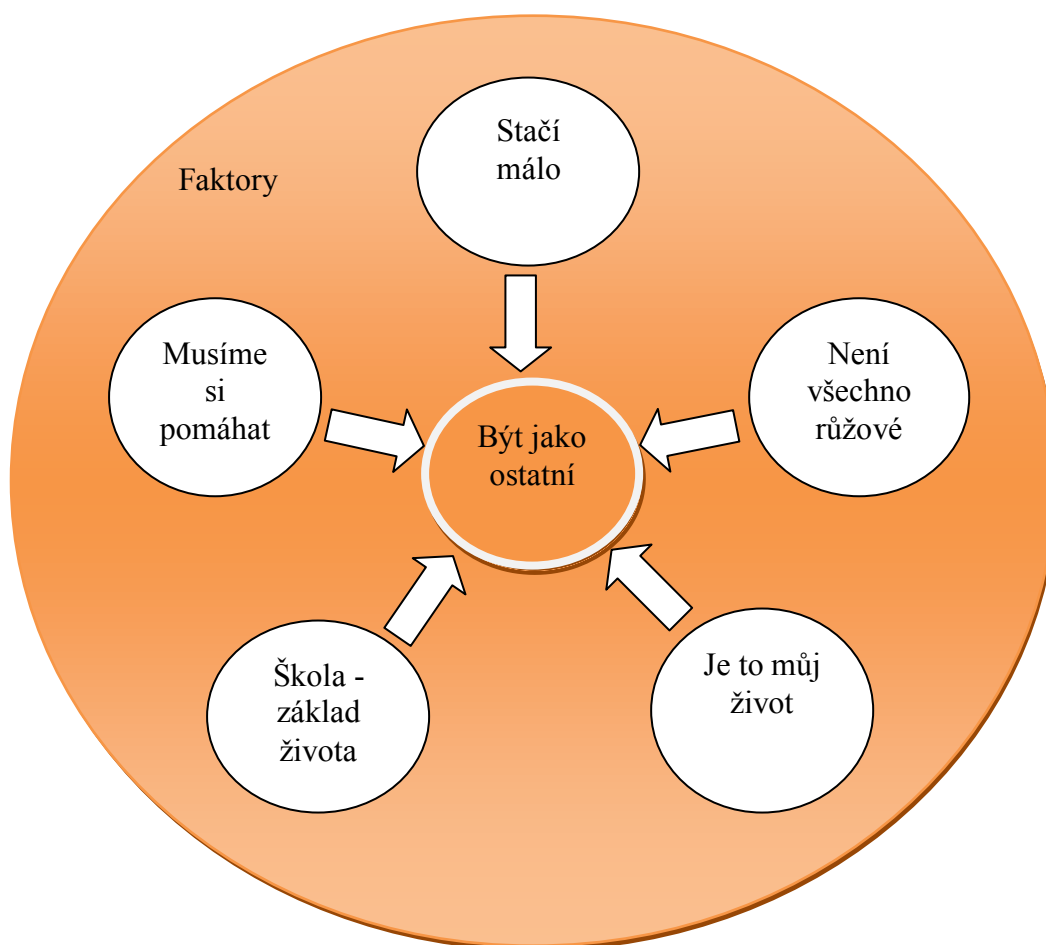 Stačí
málo
Faktory
Musíme
si
pomáhat
Není
všechno
růžové
Být jako
ostatní
Škola -
základ
života
Je to můj
život